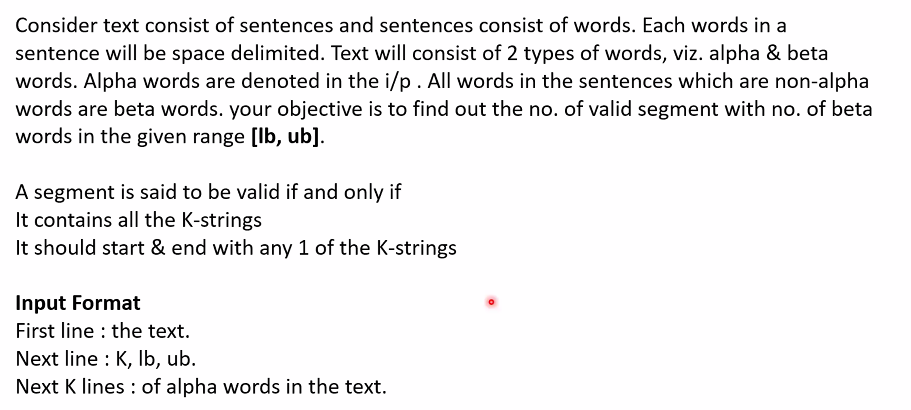 Consider text consist of sentences and sentences consist of words. Each words in a
sentence will be space delimited. Text will consist of 2 types of words, viz. alpha & beta
words. Alpha words are denoted in the i/p . All words in the sentences which are non-alpha
words are beta words. your objective is to find out the no. of valid segment with no. of beta
words in the given range [lb, ub].
A segment is said to be valid if and only if
It contains all the K-strings
It should start & end with any 1 of the K-strings
Input Format
First line : the text.
Next line : K, lb, ub.
Next K lines : of alpha words in the text.